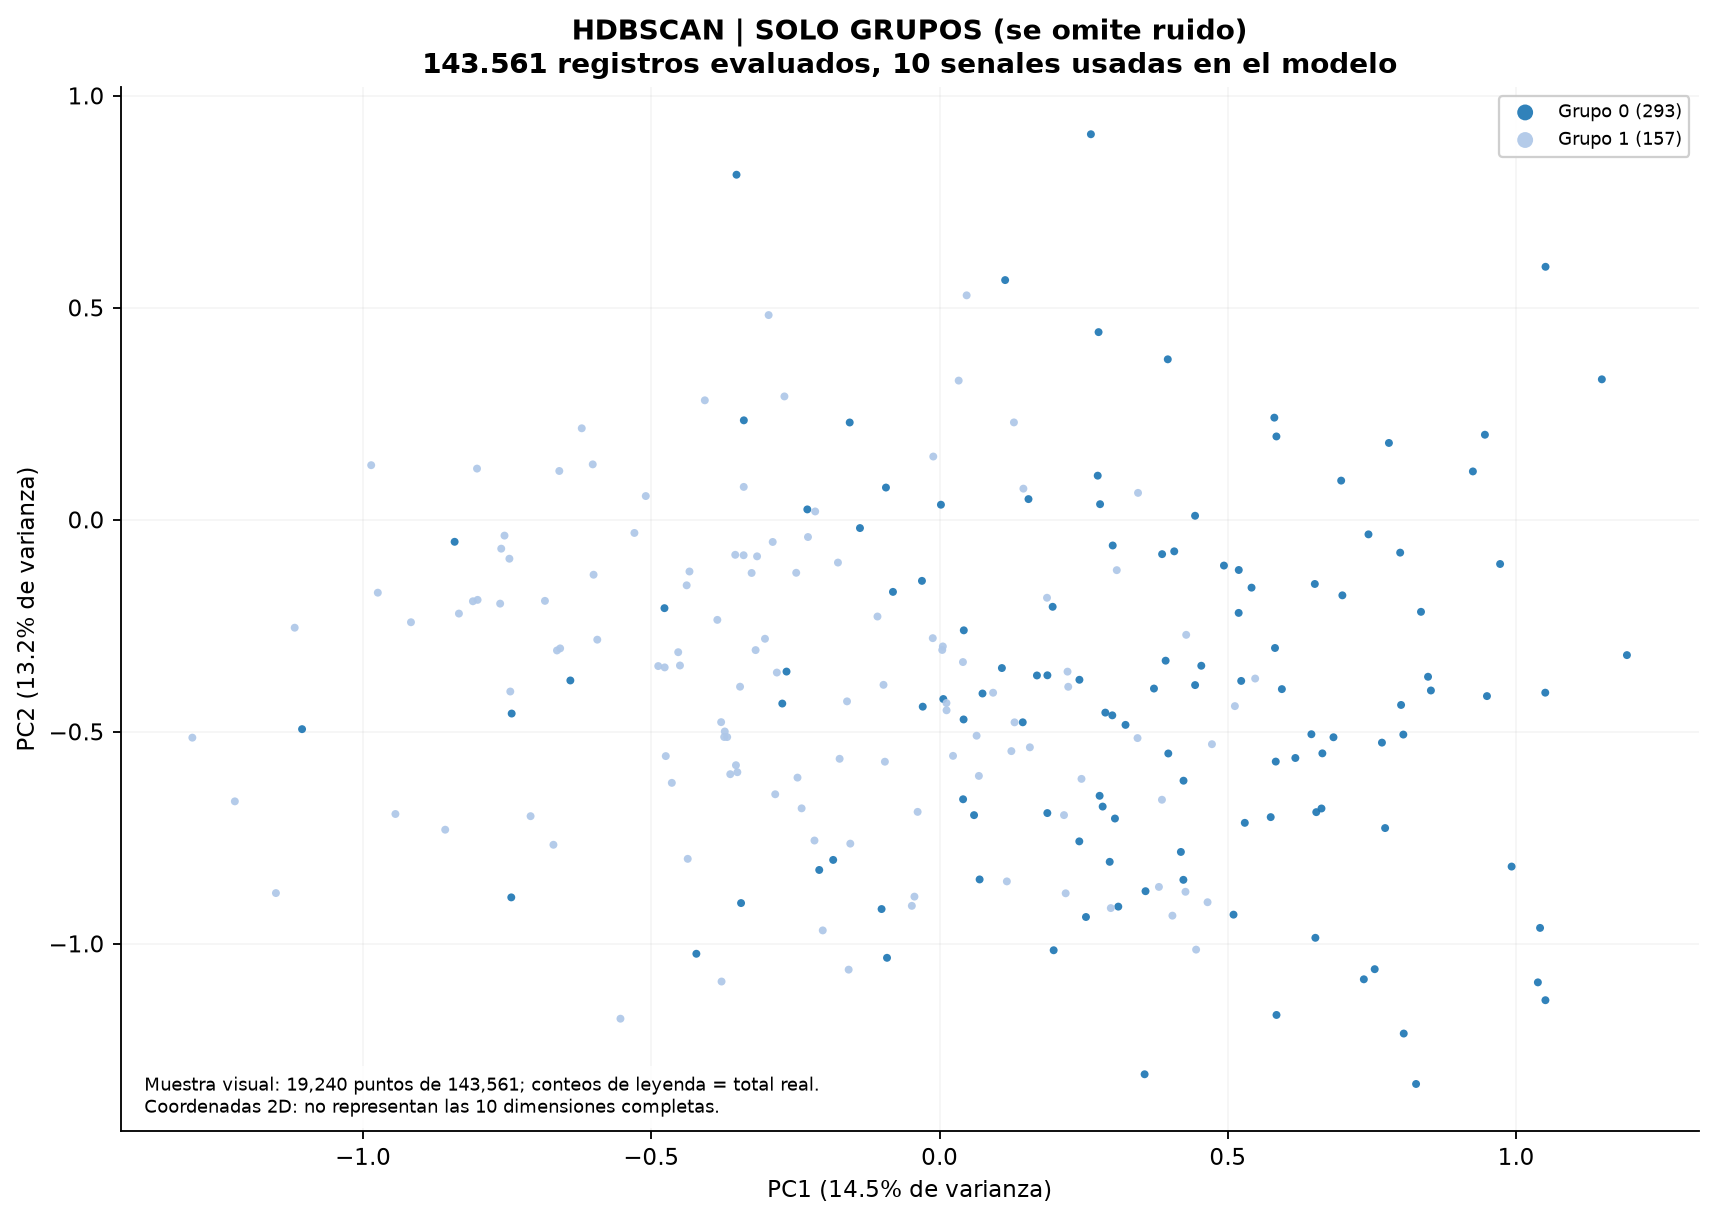 HDBSCAN | SOLO GRUPOS (se omite ruido)
143.561 registros evaluados, 10 senales usadas en el modelo
Grupo 0 (293)
Grupo 1 (157)
1.0
0.5
0.0
−0.5
−1.0
PC2 (13.2% de varianza)
Muestra visual: 19,240 puntos de 143,561; conteos de leyenda = total real.
Coordenadas 2D: no representan las 10 dimensiones completas.
−1.0
−0.5
0.0
0.5
1.0
PC1 (14.5% de varianza)